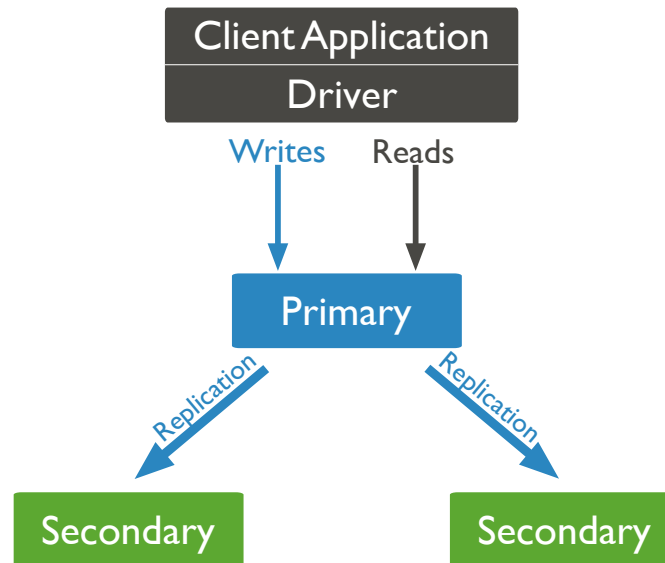 Client Application
Driver
Writes
Reads
Primary
Replication
Replication
Secondary
Secondary